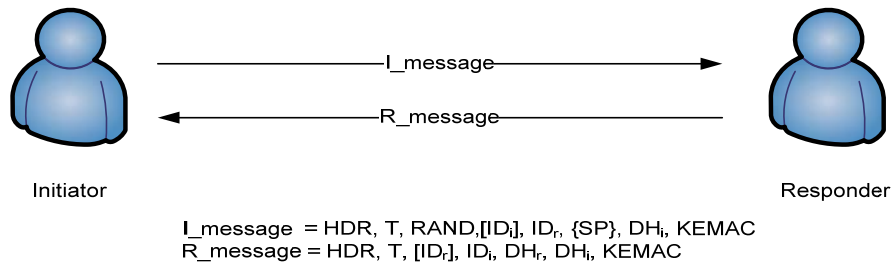 I_message
R_message
Initiator Responder
I_message = HDR, T, RAND,[IDi], IDr, {SP}, DHi, KEMAC
R_message = HDR, T, [IDr], IDi, DHr, DHi, KEMAC